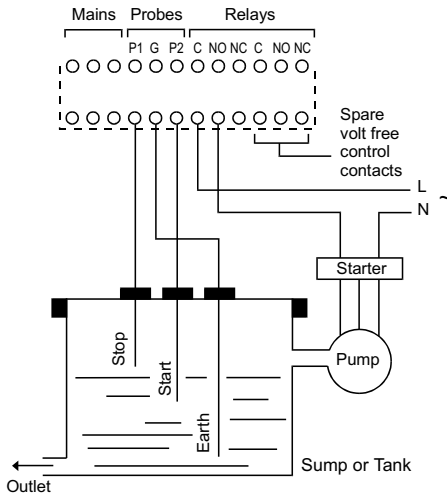 Mains Probes Relays
P1 G P2 C NO NC C NO NC
Spare
volt free
control
contacts
L
~
N
Starter
Stop
Start
Earth
Pump
Sump or Tank
Outlet